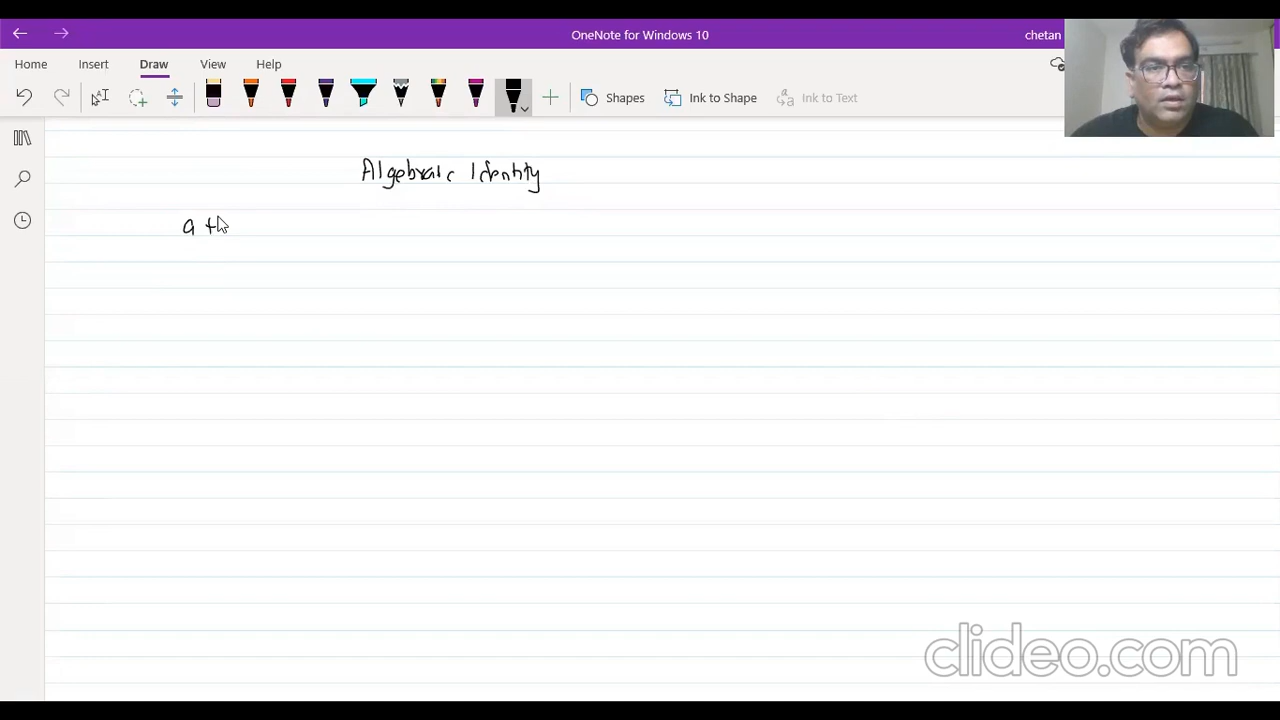 OneNote for Windows 10
chetan
Home Insert Draw View Help
Shapes Ink to Shape Ink to Text
Algebraic Identity
a +
clideo.com